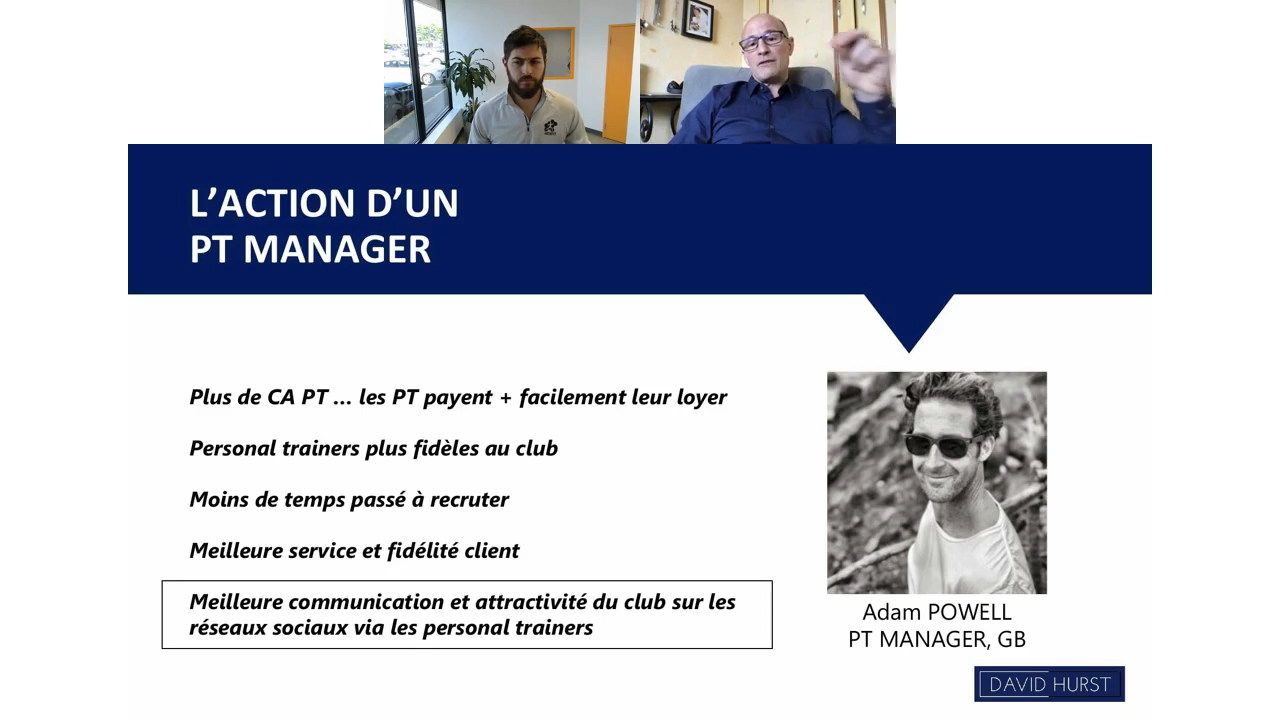 L’ACTION D’UN
PT MANAGER
Plus de CA PT ... les PT payent + facilement leur loyer
Personal trainers plus fidèles au club
Moins de temps passé à recruter
Meilleure service et fidélité client
Meilleure communication et attractivité du club sur les
réseaux sociaux via les personal trainers
Adam POWELL
PT MANAGER, GB
DAVID HURST